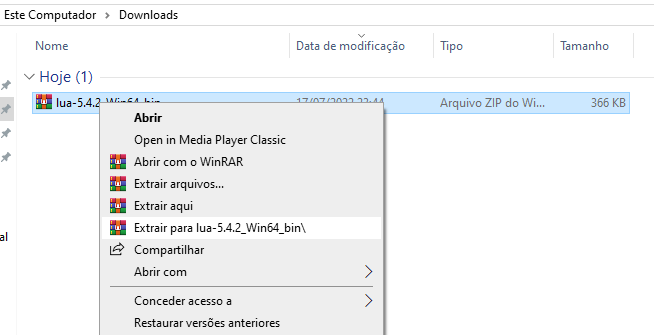 Este Computador > Downloads
Nome Data de modificação Tipo Tamanho
Hoje (1)
lua-5.4.2_Win64_bin 17/07/2022 23:44 Arquivo ZIP do Wi... 366 KB
Abrir
Open in Media Player Classic
Abrir com o WinRAR
Extrair arquivos...
Extrair aqui
Extrair para lua-5.4.2_Win64_bin\
Compartilhar
al
Abrir com
Conceder acesso a
Restaurar versões anteriores